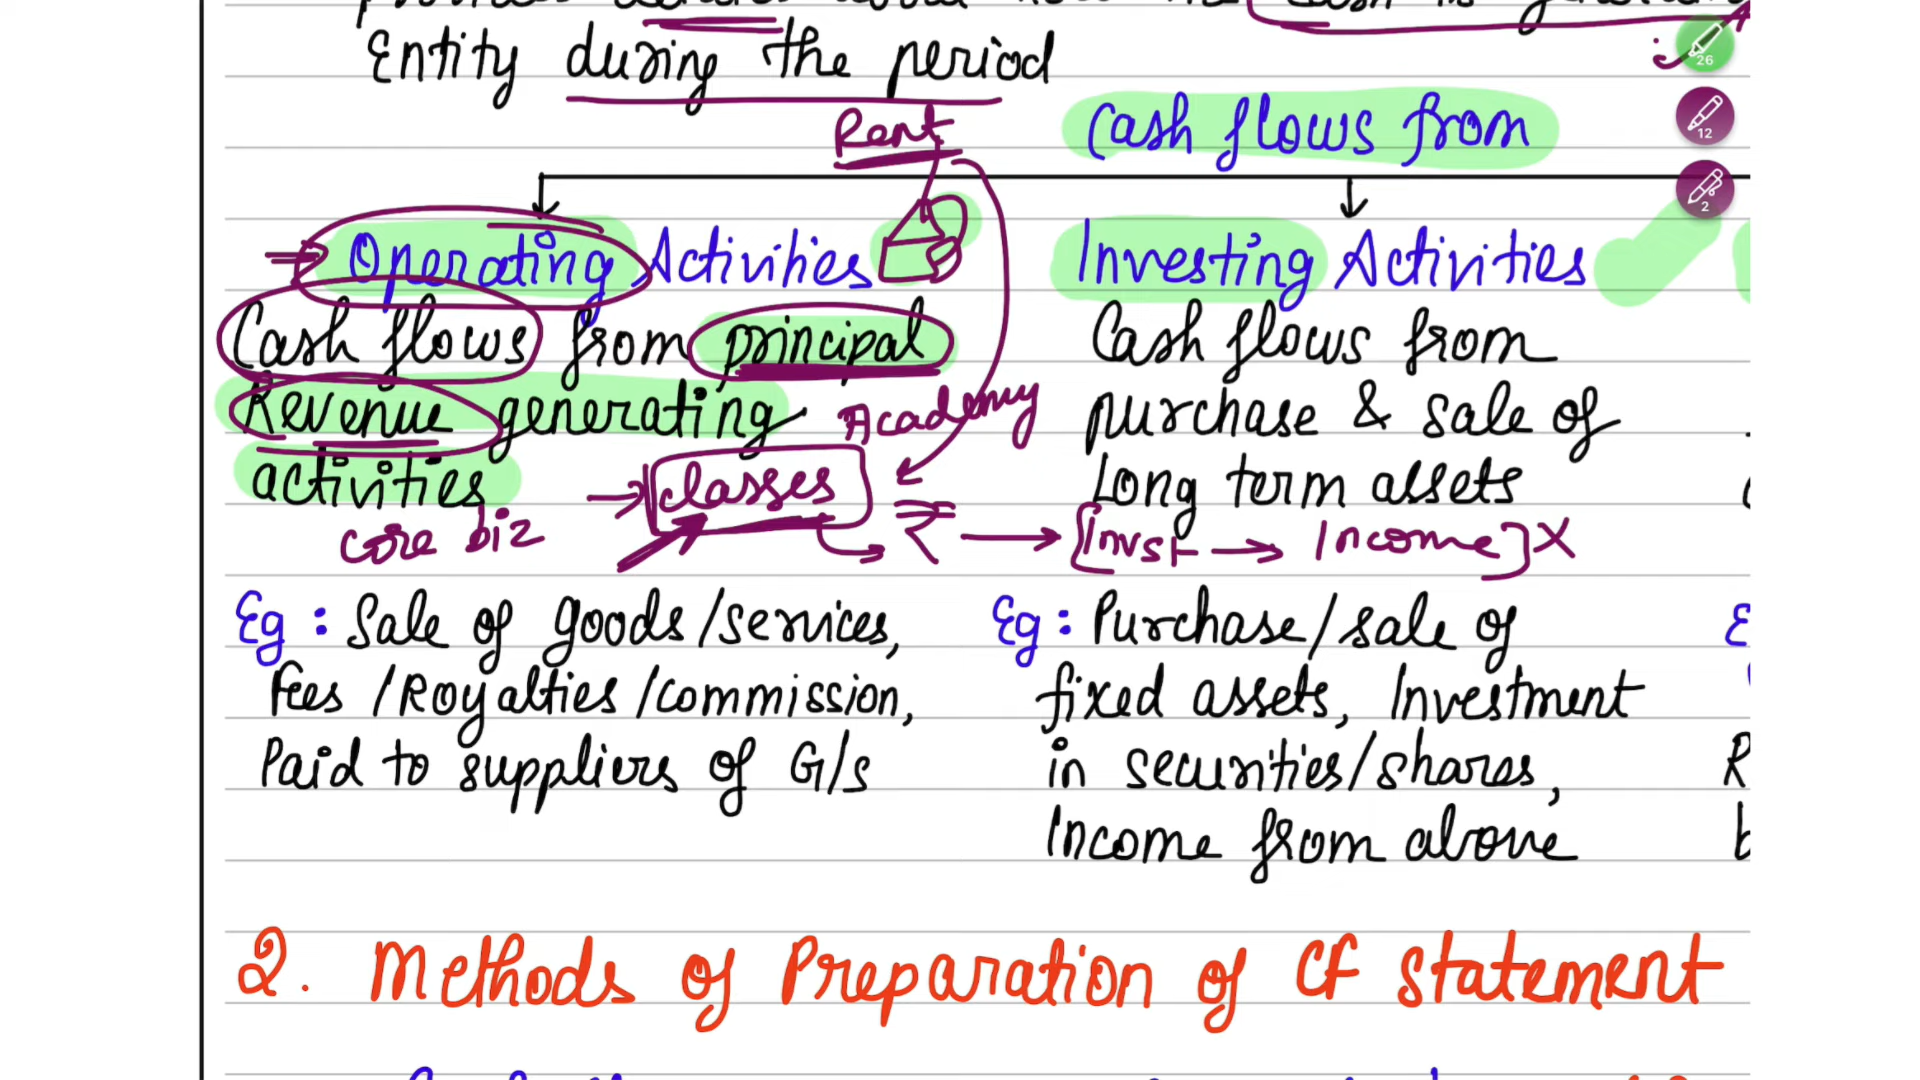 Entity during the period
Rent
Cash flows from
Operating Activities
Cash flows from principal
Revenue generating
activities
core biz
Academy
classes
₹ → [Invst → Income] X
Eg : Sale of goods/services,
Fees /Royalties /commission,
Paid to suppliers of G/s
Investing Activities
Cash flows from
purchase & sale of
Long term assets
Eg : Purchase/sale of
fixed assets, Investment
in securities/shares,
Income from above
2. Methods of Preparation of CF statement
26
12
2